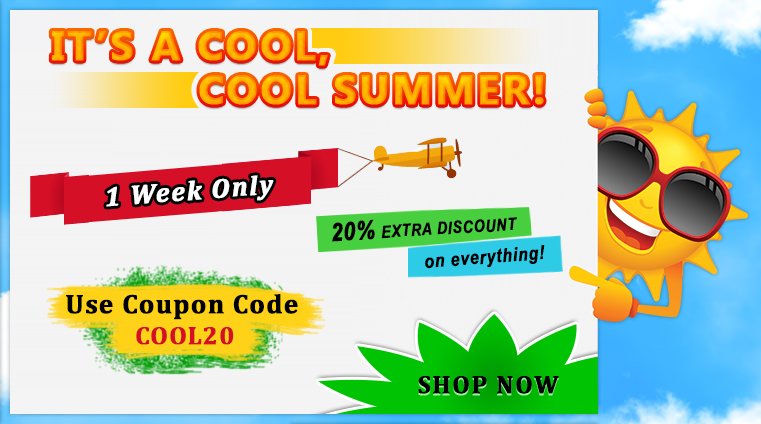 IT'S A COOL,
COOL SUMMER!
1 Week Only
20% EXTRA DISCOUNT
on everything!
Use Coupon Code
COOL20
SHOP NOW